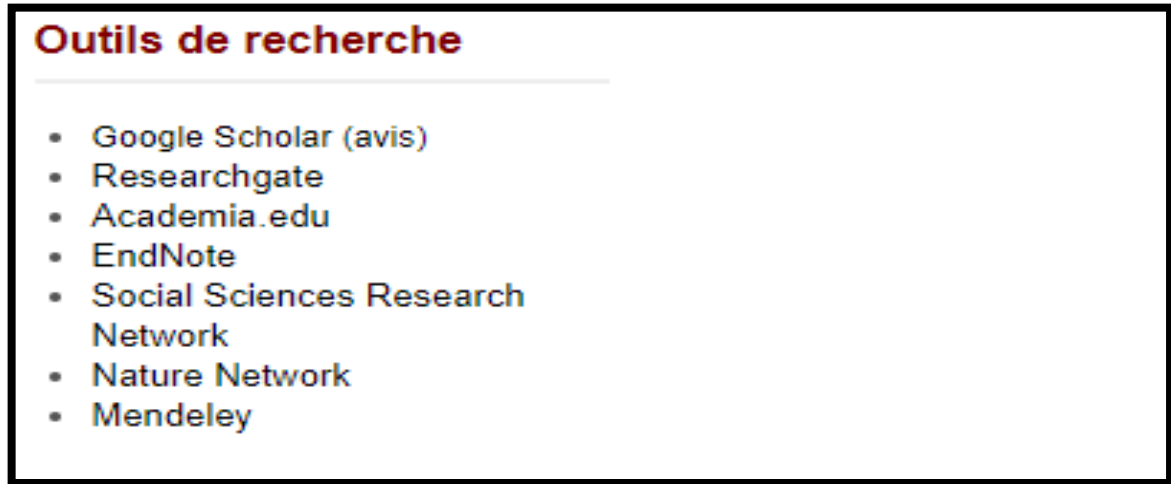 Outils de recherche
• Google Scholar (avis)
• Researchgate
• Academia.edu
• EndNote
• Social Sciences Research
Network
• Nature Network
• Mendeley